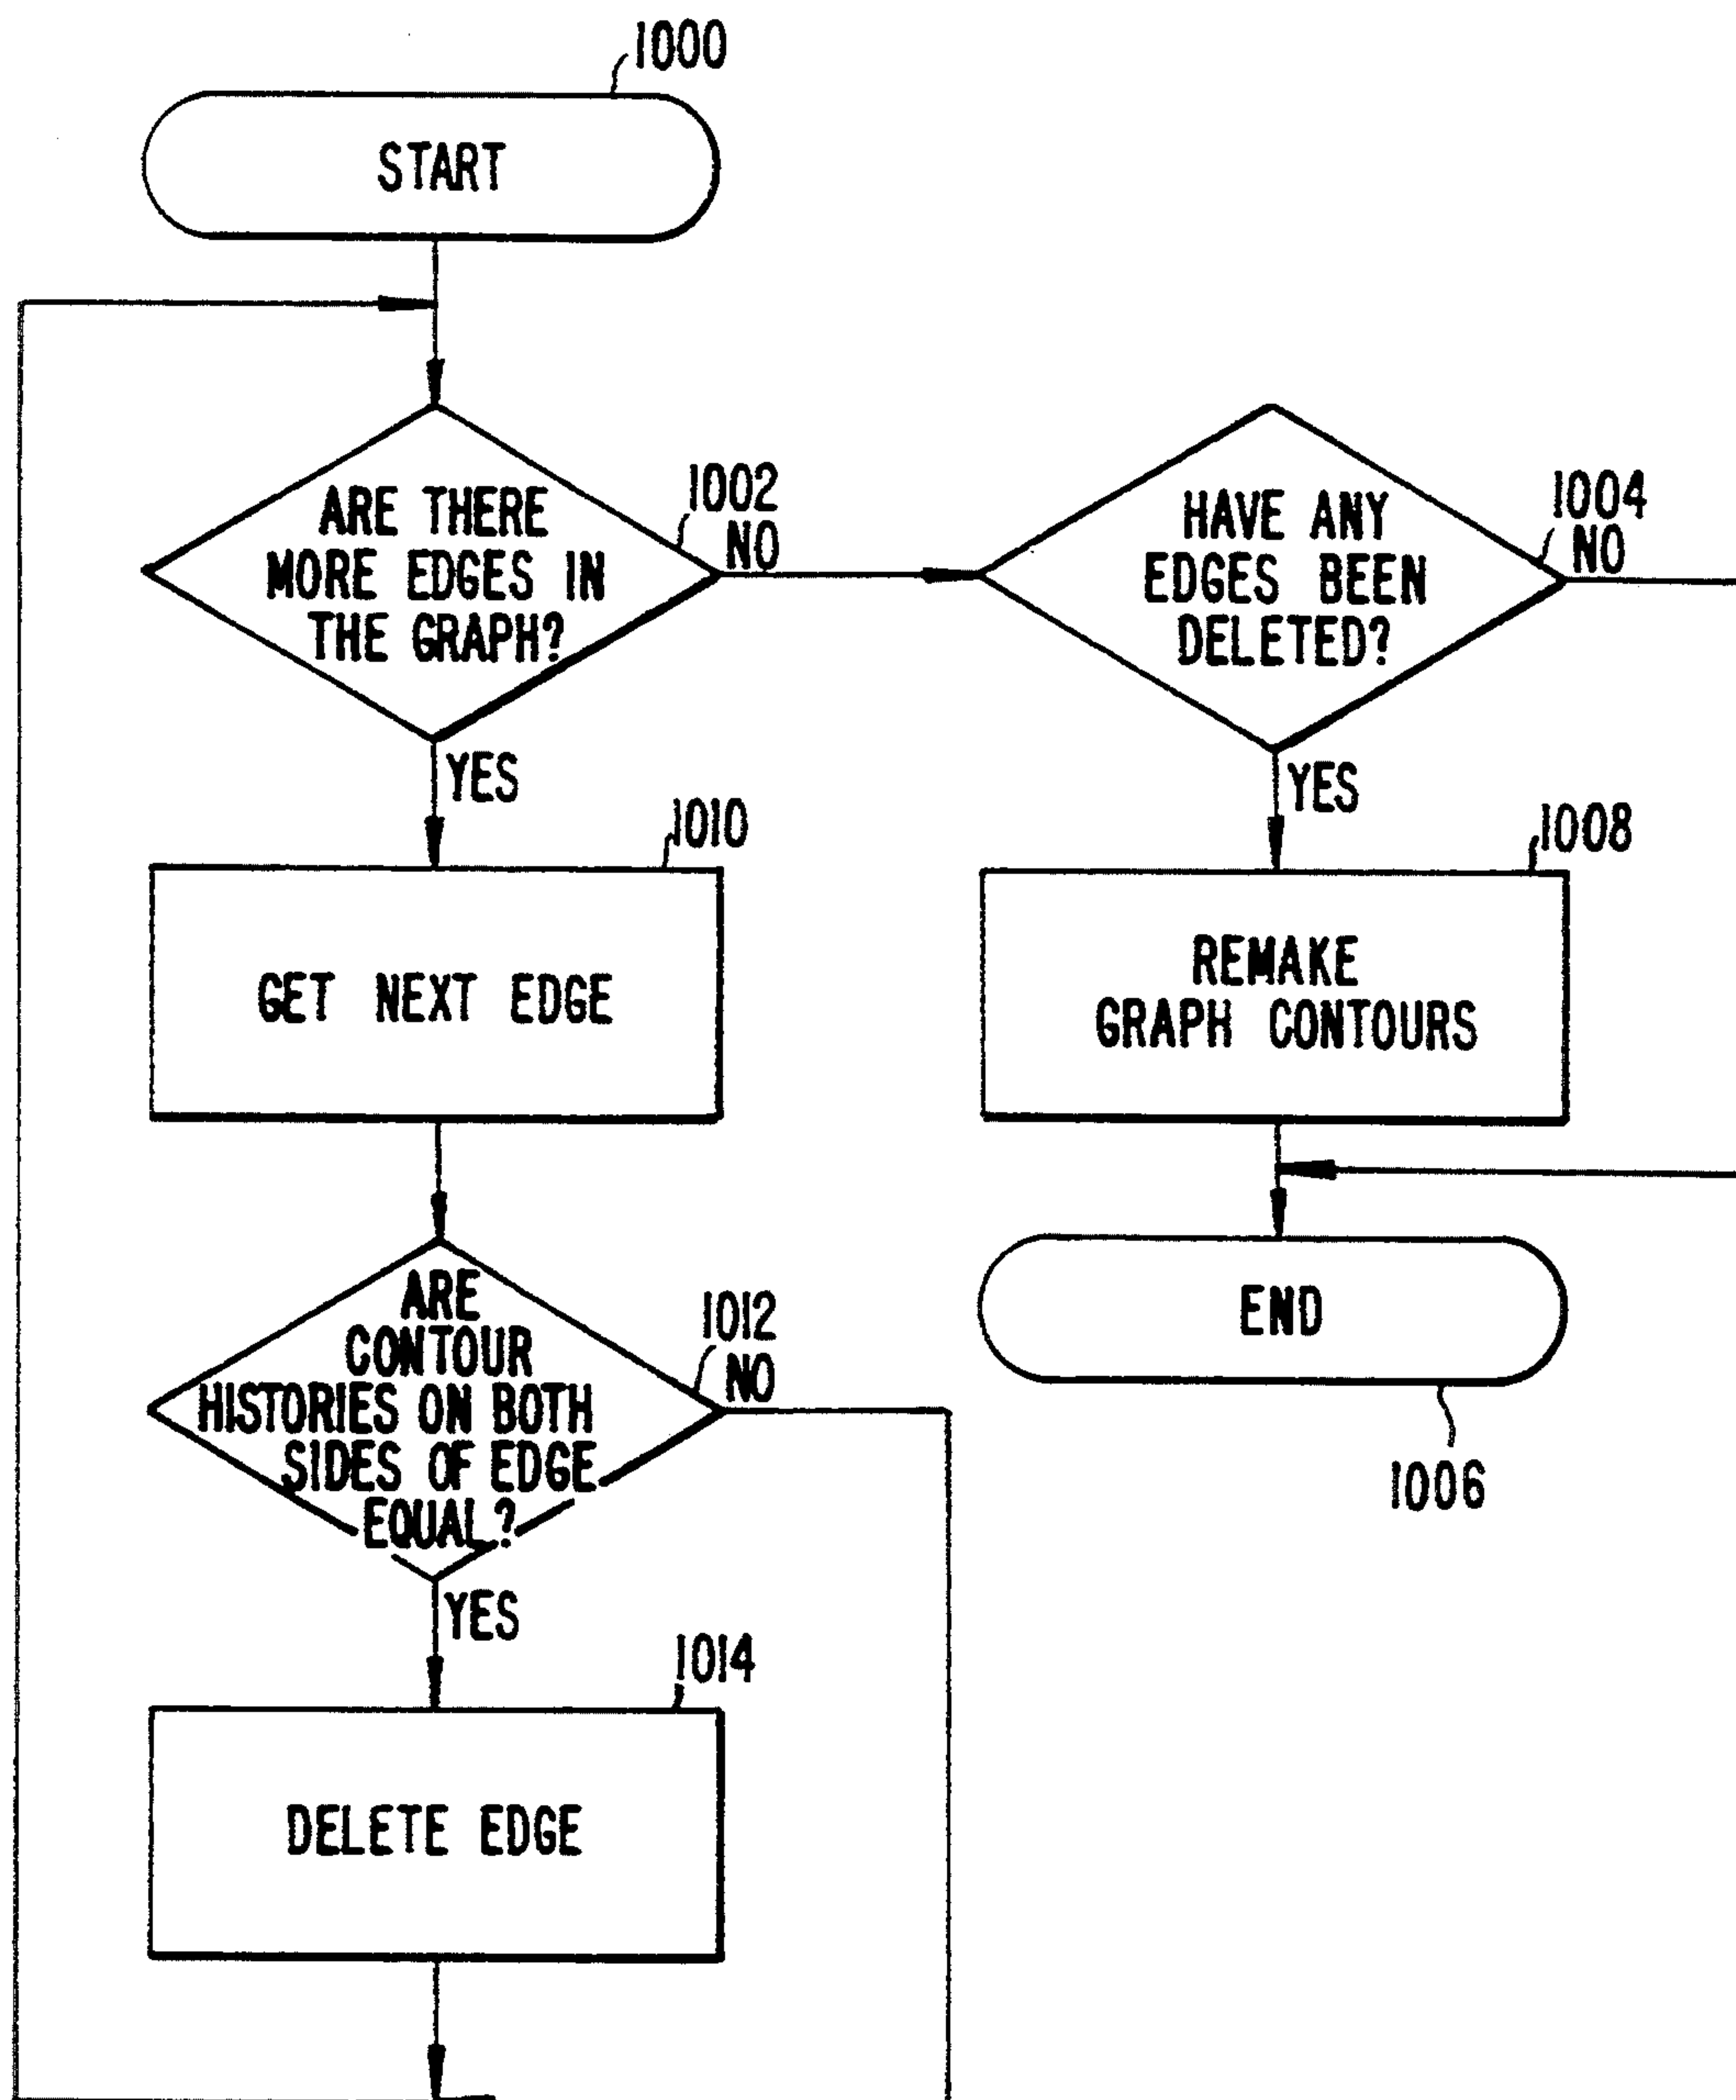 1000
START
1002
NO
ARE THERE
MORE EDGES IN
THE GRAPH?
YES
1004
NO
HAVE ANY
EDGES BEEN
DELETED?
YES
1010
GET NEXT EDGE
1008
REMAKE
GRAPH CONTOURS
1012
NO
ARE
CONTOUR
HISTORIES ON BOTH
SIDES OF EDGE
EQUAL?
YES
END
1006
1014
DELETE EDGE